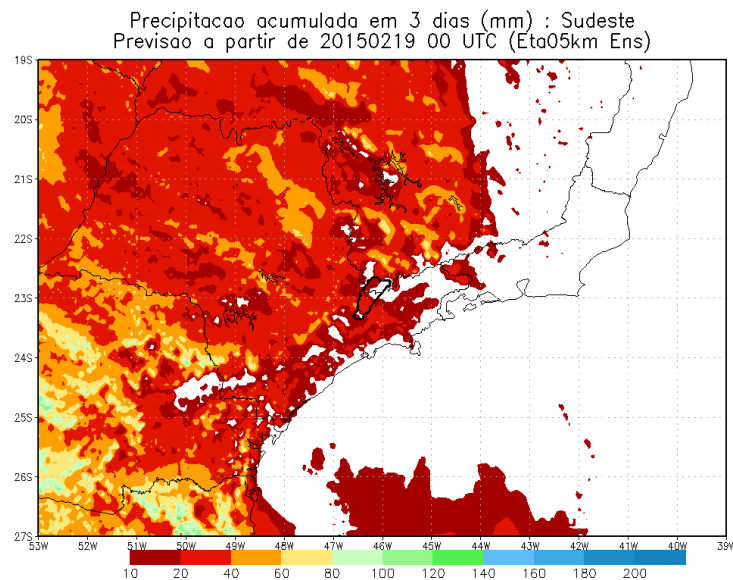 Precipitacao acumulada em 3 dias (mm) : Sudeste
Previsao a partir de 20150219 00 UTC (Eta05km Ens)
19S
20S
21S
22S
23S
24S
25S
26S
27S
53W 52W 51W 50W 49W 48W 47W 46W 45W 44W 43W 42W 41W 40W 39W
10 20 40 60 80 100 120 140 160 180 200